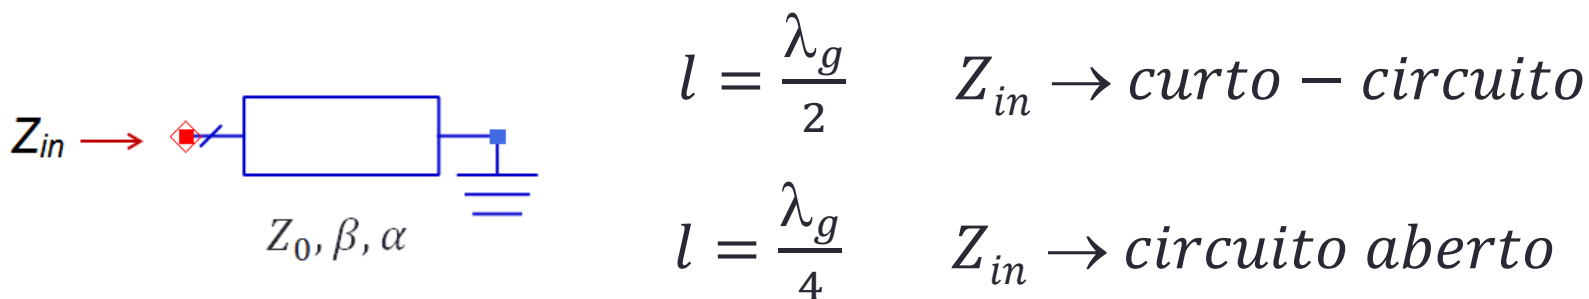 Z_in →
Z_0, β, α
l = λ_g/2    Z_in → curto − circuito
l = λ_g/4    Z_in → circuito aberto